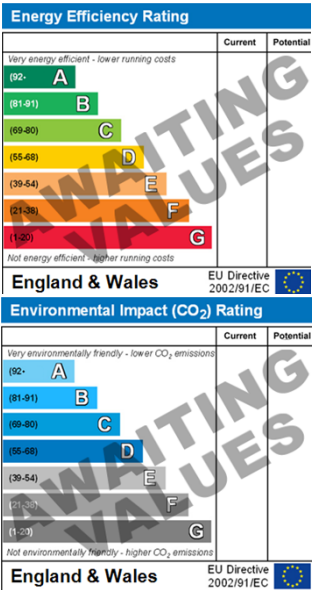 Energy Efficiency Rating
Current Potential
Very energy efficient - lower running costs
(92+ A
(81-91) B
(69-80) C
(55-68) D
(39-54) E
(21-38) F
(1-20) G
AWAITING
VALUES
Not energy efficient - higher running costs
England & Wales
EU Directive
2002/91/EC
Environmental Impact (CO₂) Rating
Current Potential
Very environmentally friendly - lower CO₂ emissions
(92+ A
(81-91) B
(69-80) C
(55-68) D
(39-54) E
(21-38) F
(1-20) G
AWAITING
VALUES
Not environmentally friendly - higher CO₂ emissions
England & Wales
EU Directive
2002/91/EC